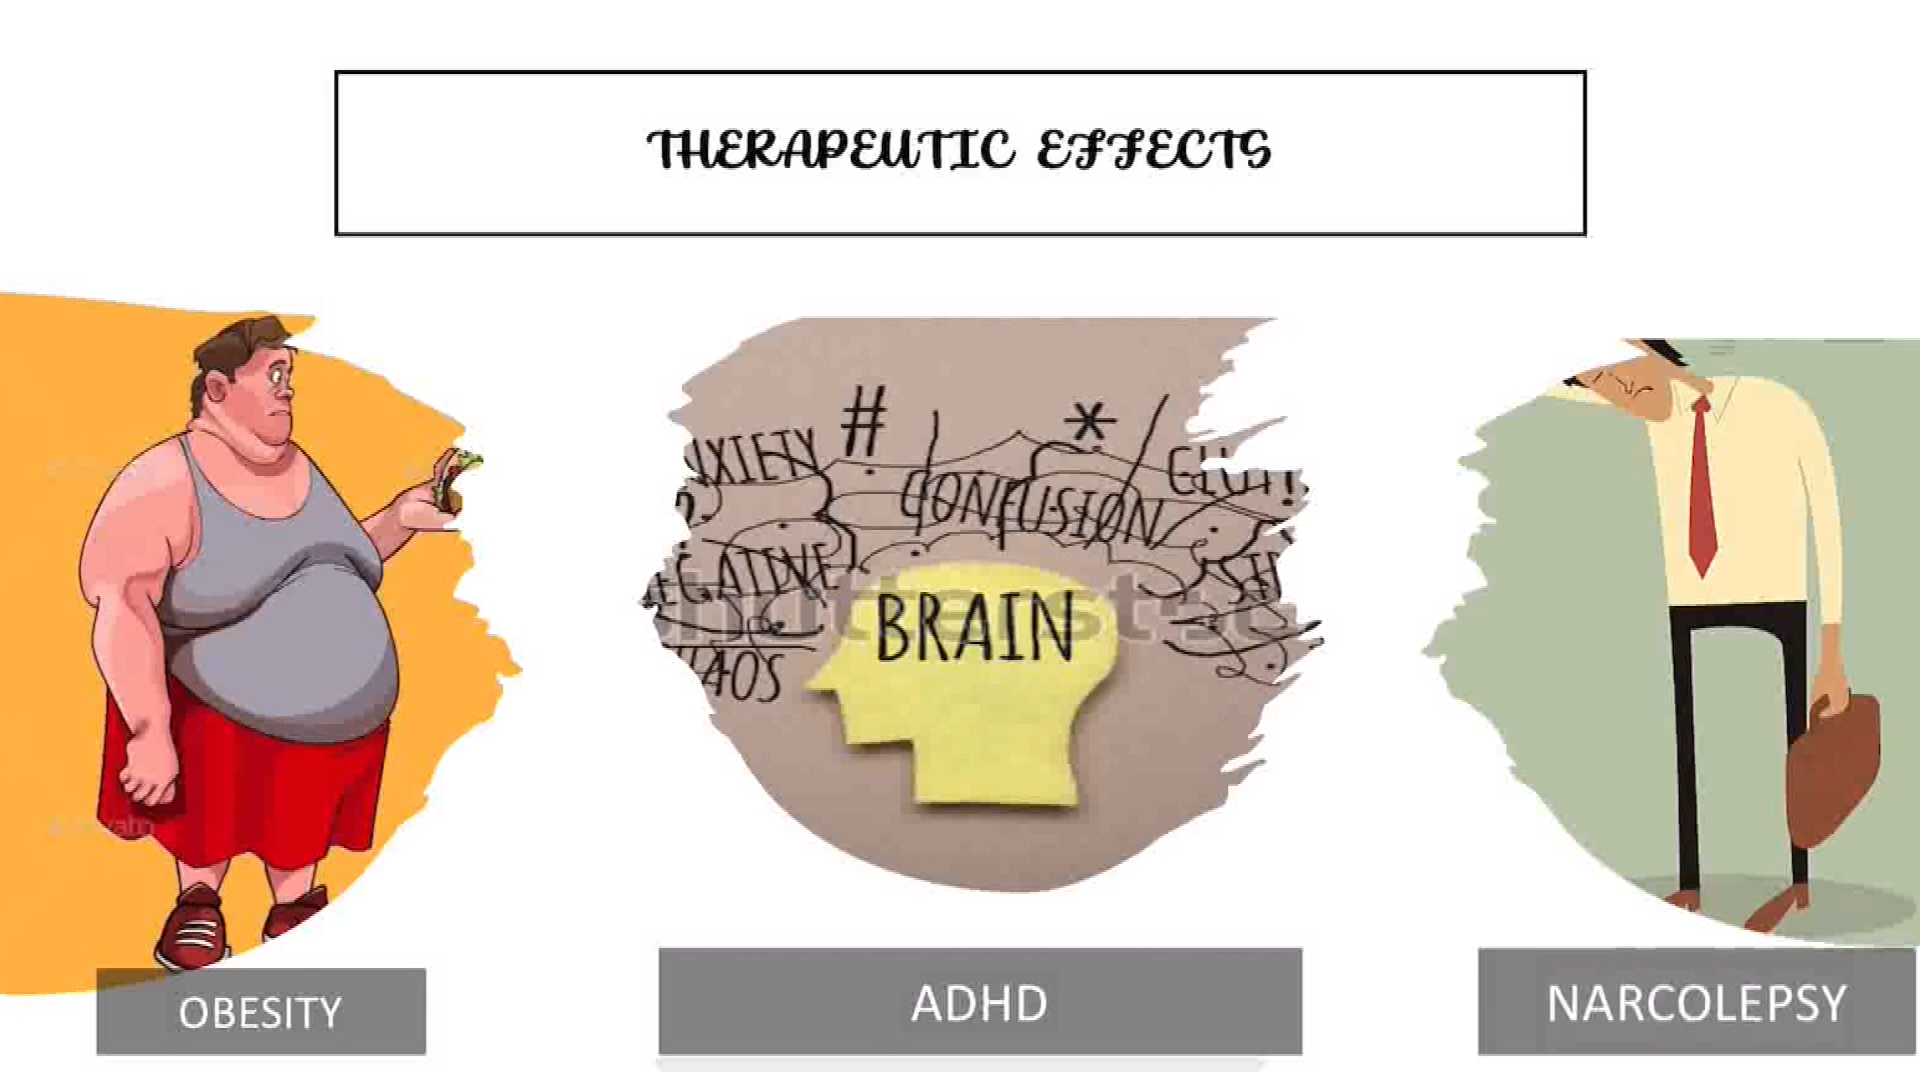 THERAPEUTIC EFFECTS
#
*
CONFUSION
BRAIN
OBESITY
ADHD
NARCOLEPSY